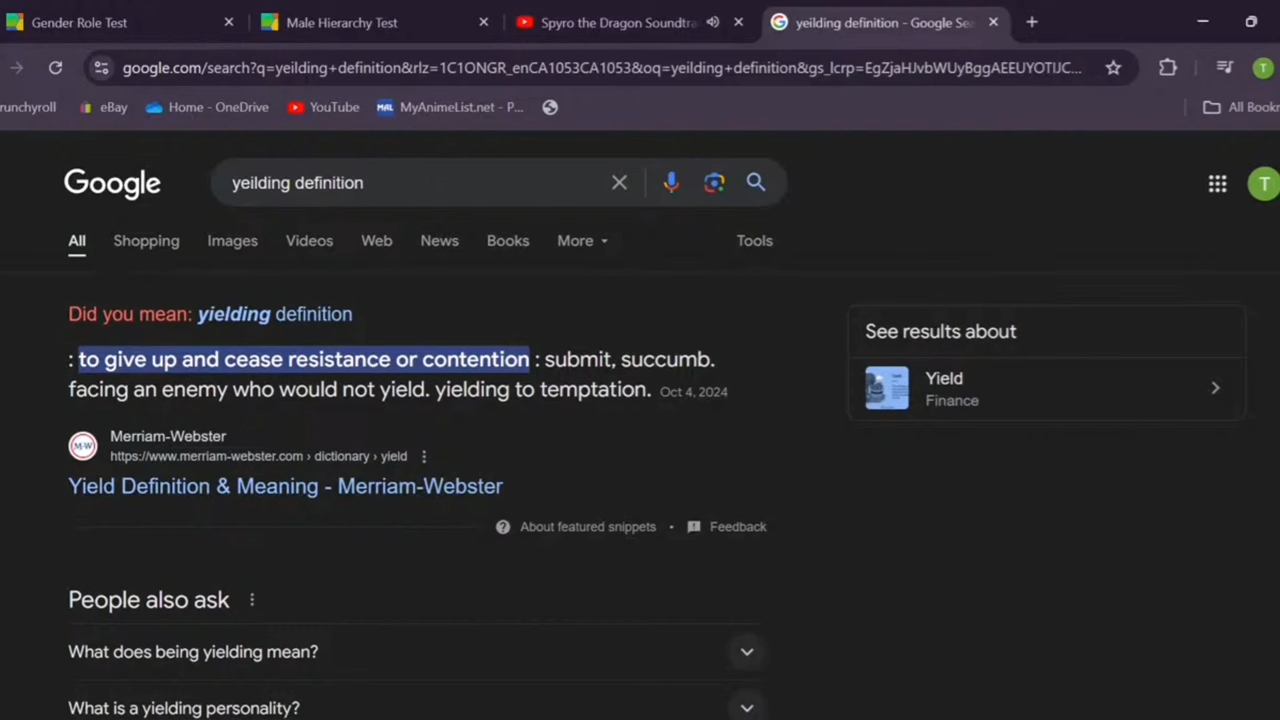 Gender Role Test
Male Hierarchy Test
Spyro the Dragon Soundtra
yeilding definition - Google Sea
google.com/search?q=yeilding+definition&rlz=1C1ONGR_enCA1053CA1053&oq=yeilding+definition&gs_lcrp=EgZjaHJvbWUyBggAEEUYOTIJC...
T
runchyroll
eBay
Home - OneDrive
YouTube
MAL
MyAnimeList.net - P...
All Bookr
Google
yeilding definition
T
All
Shopping
Images
Videos
Web
News
Books
More
Tools
Did you mean: yielding definition
: to give up and cease resistance or contention : submit, succumb.
facing an enemy who would not yield. yielding to temptation. Oct 4, 2024
M-W
Merriam-Webster
https://www.merriam-webster.com › dictionary › yield
Yield Definition & Meaning - Merriam-Webster
About featured snippets
•
Feedback
See results about
Yield
Finance
People also ask
What does being yielding mean?
What is a yielding personality?